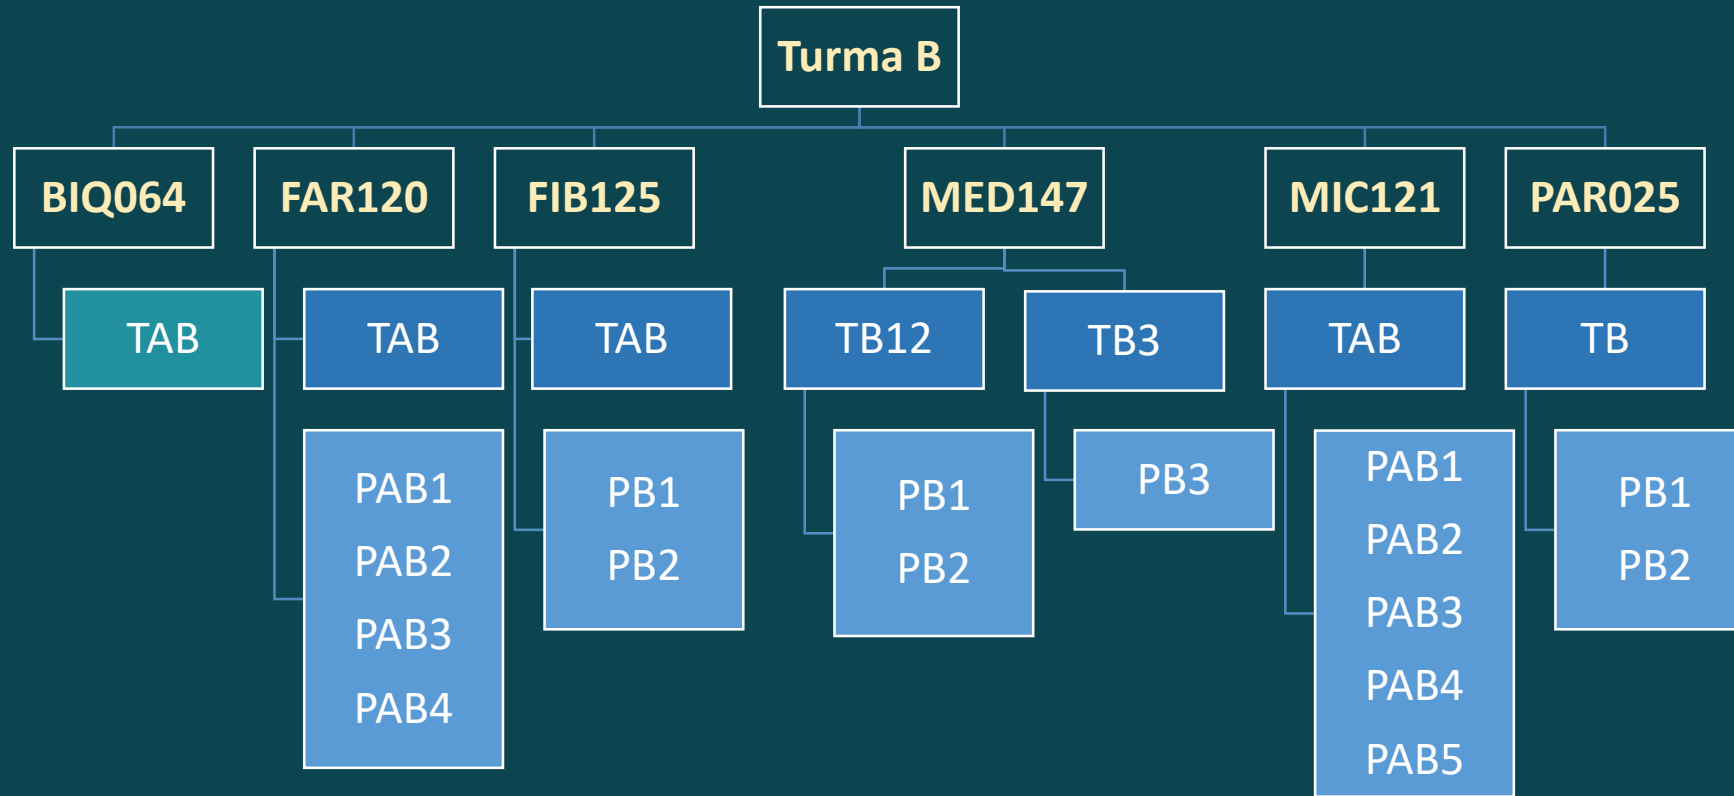 Turma B
BIQ064
FAR120
FIB125
MED147
MIC121
PAR025
TAB
TAB
TAB
TB12
TB3
TAB
TB
PAB1
PAB2
PAB3
PAB4
PB1
PB2
PB1
PB2
PB3
PAB1
PAB2
PAB3
PAB4
PAB5
PB1
PB2